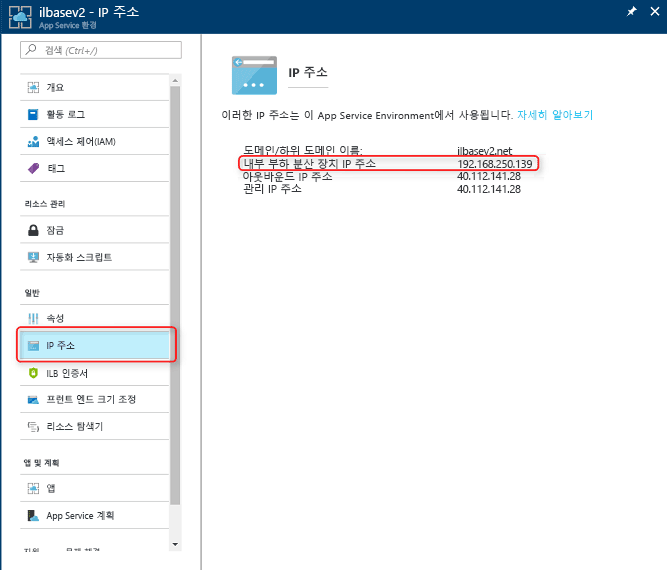 ilbasev2 - IP 주소
App Service 환경
검색 (Ctrl+/)
개요
활동 로그
액세스 제어(IAM)
태그
리소스 관리
잠금
자동화 스크립트
일반
속성
IP 주소
ILB 인증서
프런트 엔드 크기 조정
리소스 탐색기
앱 및 계획
앱
App Service 계획
IP 주소
이러한 IP 주소는 이 App Service Environment에서 사용됩니다. 자세히 알아보기
도메인/하위 도메인 이름: ilbasev2.net
내부 부하 분산 장치 IP 주소 192.168.250.139
아웃바운드 IP 주소 40.112.141.28
관리 IP 주소 40.112.141.28